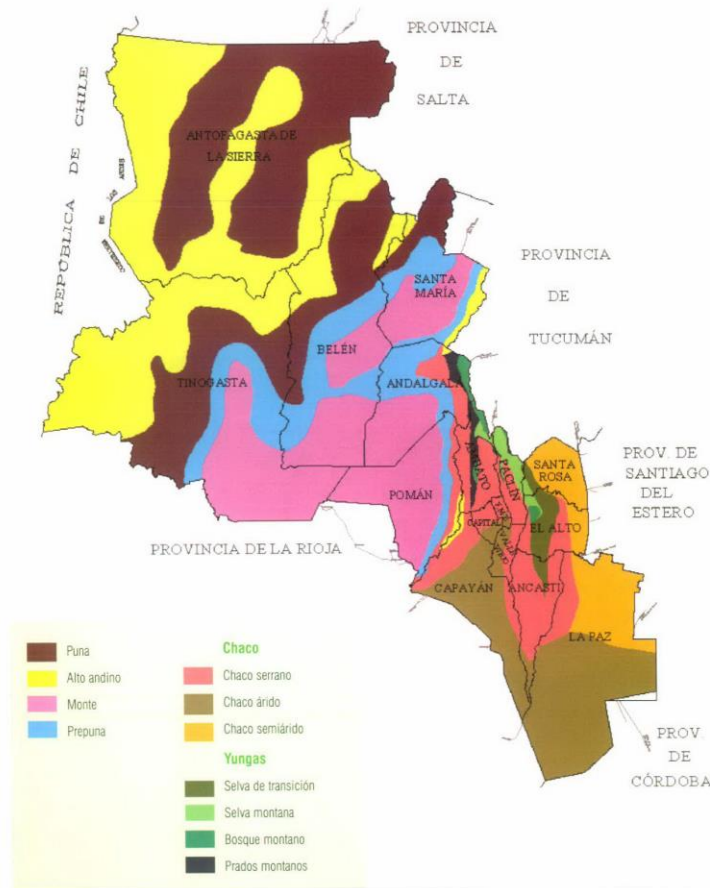 PROVINCIA
DE
SALTA
REPÚBLICA DE CHILE
ANTOFAGASTA DE
LA SIERRA
PROVINCIA
DE
TUCUMÁN
SANTA
MARÍA
BELÉN
TINOGASTA
ANDALGALA
AMBATO
PACLÍN
SANTA
ROSA
PROV. DE
SANTIAGO
DEL
ESTERO
POMÁN
CAPITAL
EL ALTO
PROVINCIA DE LA RIOJA
CAPAYÁN
ANCASTI
LA PAZ
PROV.
DE
CÓRDOBA
Puna
Alto andino
Monte
Prepuna
Chaco
Chaco serrano
Chaco árido
Chaco semiárido
Yungas
Selva de transición
Selva montana
Bosque montano
Prados montanos